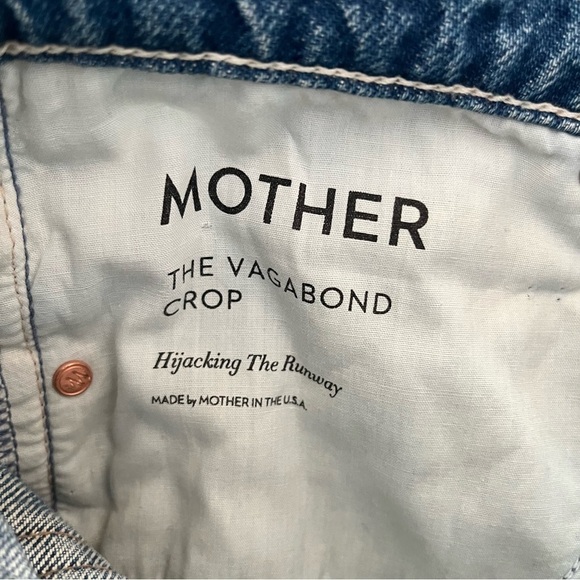 MOTHER
THE VAGABOND
CROP
Hijacking The Runway
MADE by MOTHER IN THE U.S.A.